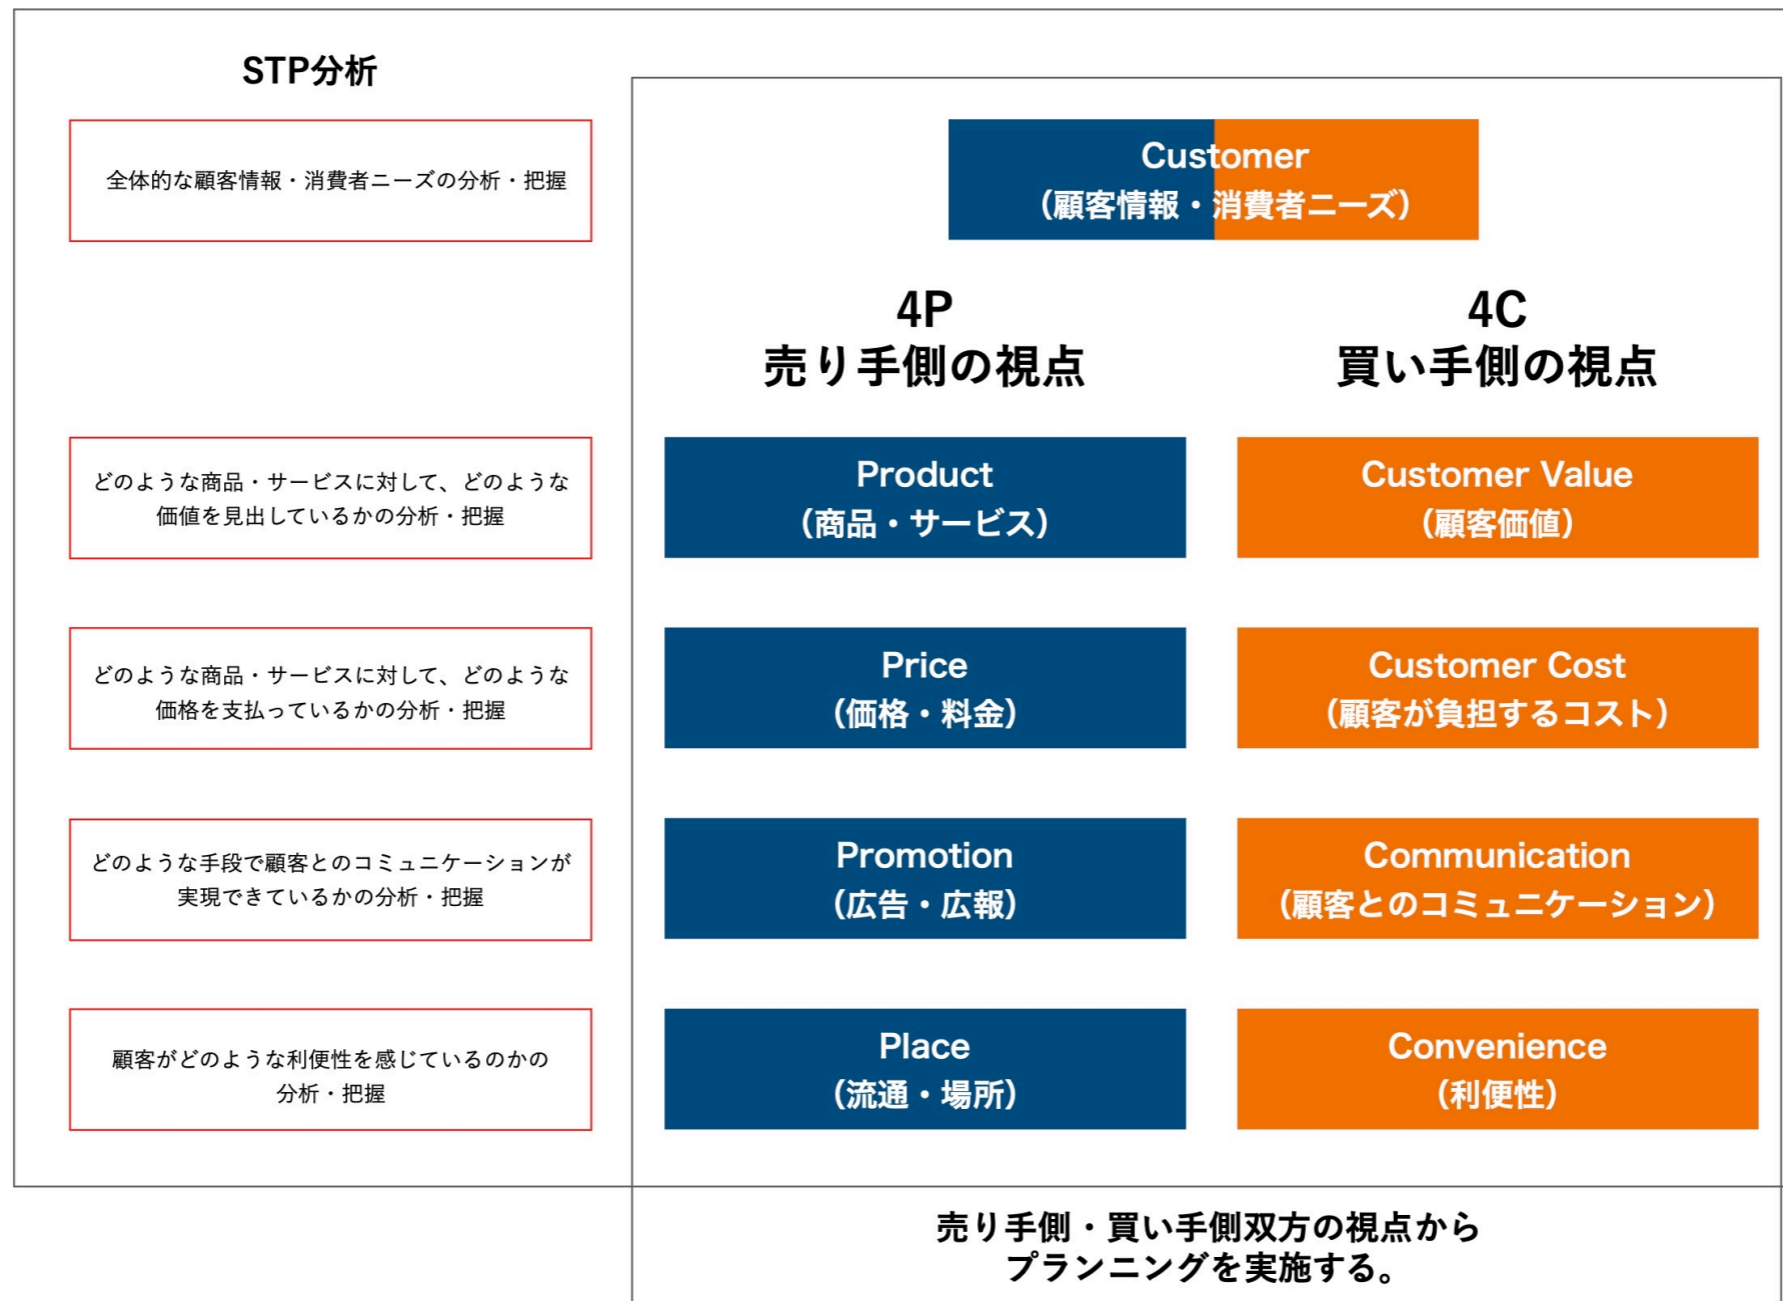 STP分析
全体的な顧客情報・消費者ニーズの分析・把握
Customer
（顧客情報・消費者ニーズ）
4P
売り手側の視点
4C
買い手側の視点
どのような商品・サービスに対して、どのような
価値を見出しているかの分析・把握
Product
（商品・サービス）
Customer Value
（顧客価値）
どのような商品・サービスに対して、どのような
価格を支払っているかの分析・把握
Price
（価格・料金）
Customer Cost
（顧客が負担するコスト）
どのような手段で顧客とのコミュニケーションが
実現できているかの分析・把握
Promotion
（広告・広報）
Communication
（顧客とのコミュニケーション）
顧客がどのような利便性を感じているのかの
分析・把握
Place
（流通・場所）
Convenience
（利便性）
売り手側・買い手側双方の視点から
プランニングを実施する。